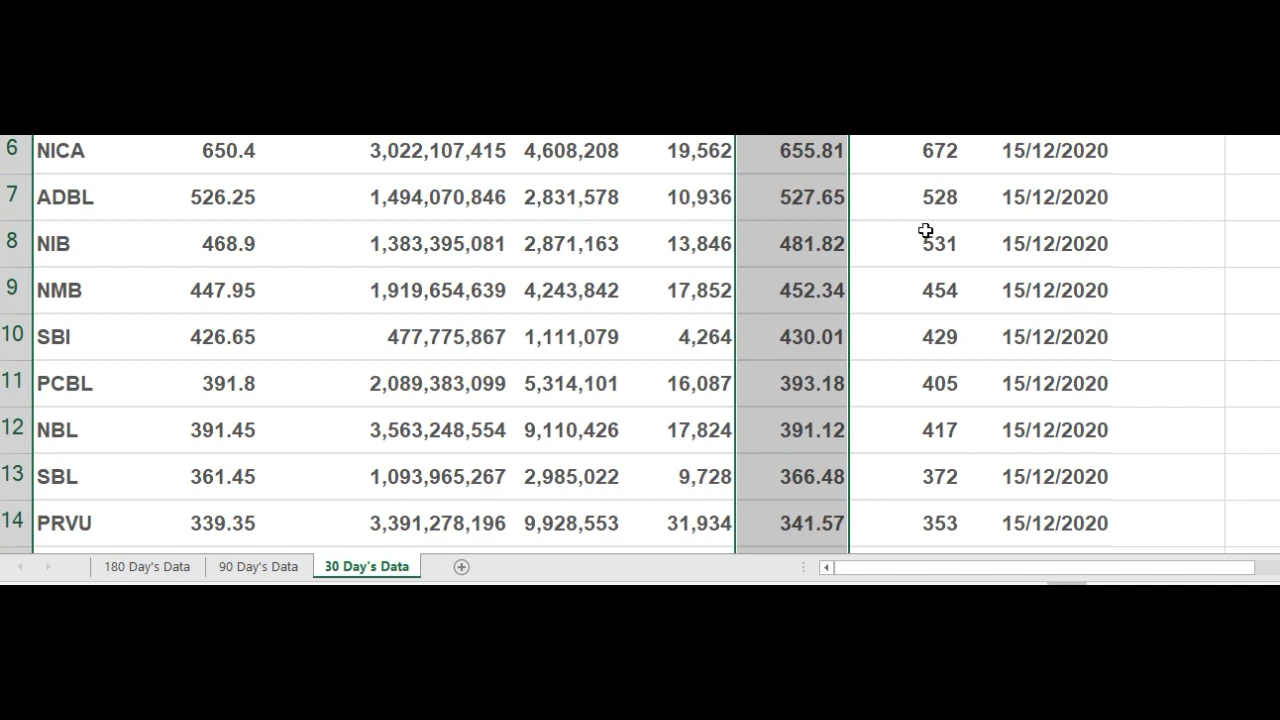 6 NICA 650.4 3,022,107,415 4,608,208 19,562 655.81 672 15/12/2020
7 ADBL 526.25 1,494,070,846 2,831,578 10,936 527.65 528 15/12/2020
8 NIB 468.9 1,383,395,081 2,871,163 13,846 481.82 531 15/12/2020
9 NMB 447.95 1,919,654,639 4,243,842 17,852 452.34 454 15/12/2020
10 SBI 426.65 477,775,867 1,111,079 4,264 430.01 429 15/12/2020
11 PCBL 391.8 2,089,383,099 5,314,101 16,087 393.18 405 15/12/2020
12 NBL 391.45 3,563,248,554 9,110,426 17,824 391.12 417 15/12/2020
13 SBL 361.45 1,093,965,267 2,985,022 9,728 366.48 372 15/12/2020
14 PRVU 339.35 3,391,278,196 9,928,553 31,934 341.57 353 15/12/2020
180 Day's Data 90 Day's Data 30 Day's Data